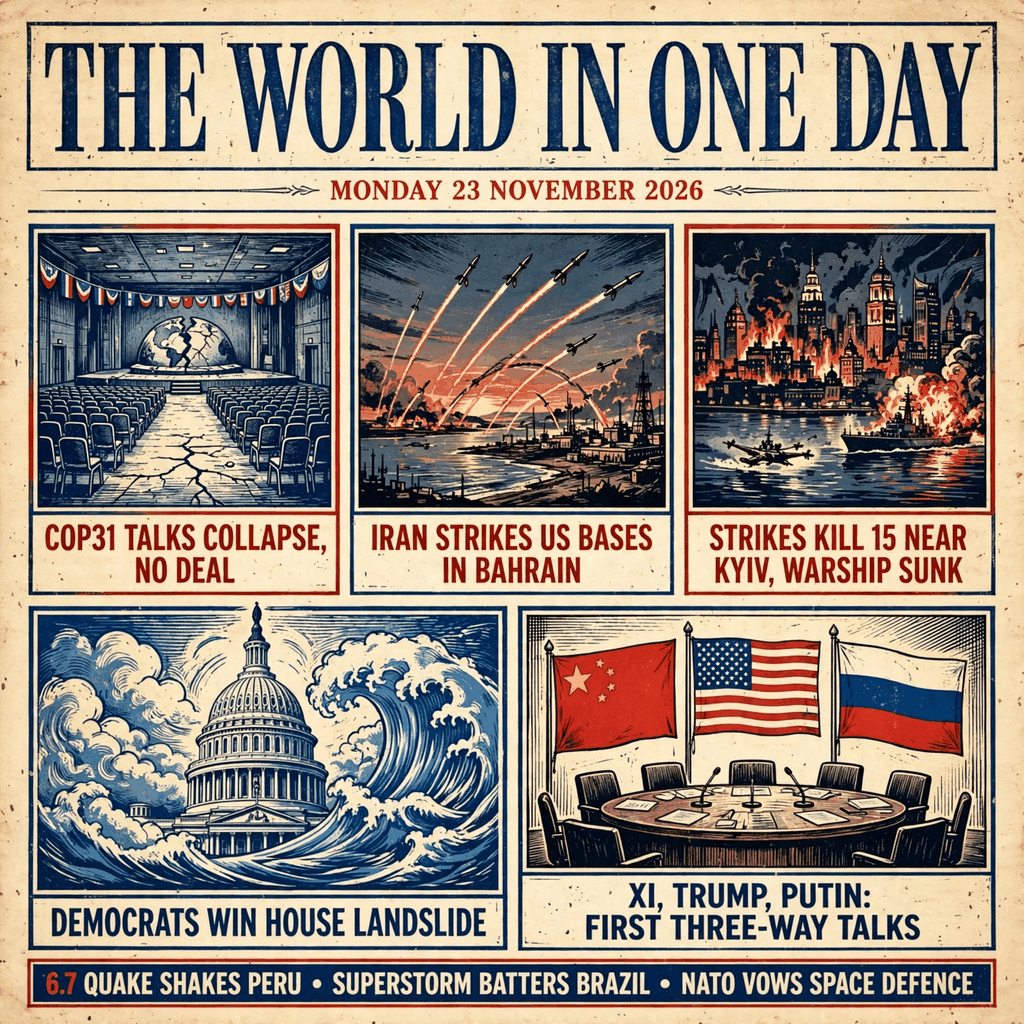 THE WORLD IN ONE DAY
MONDAY 23 NOVEMBER 2026
COP31 TALKS COLLAPSE,
NO DEAL
IRAN STRIKES US BASES
IN BAHRAIN
STRIKES KILL 15 NEAR
KYIV, WARSHIP SUNK
DEMOCRATS WIN HOUSE LANDSLIDE
XI, TRUMP, PUTIN:
FIRST THREE-WAY TALKS
6.7 QUAKE SHAKES PERU • SUPERSTORM BATTERS BRAZIL • NATO VOWS SPACE DEFENCE